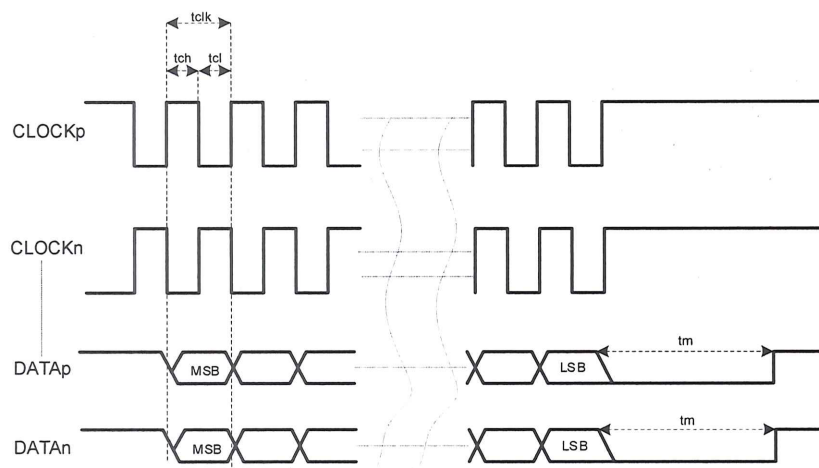 tclk
tch
tcl
CLOCKp
CLOCKn
tm
DATAp
MSB
LSB
tm
DATAn
MSB
LSB